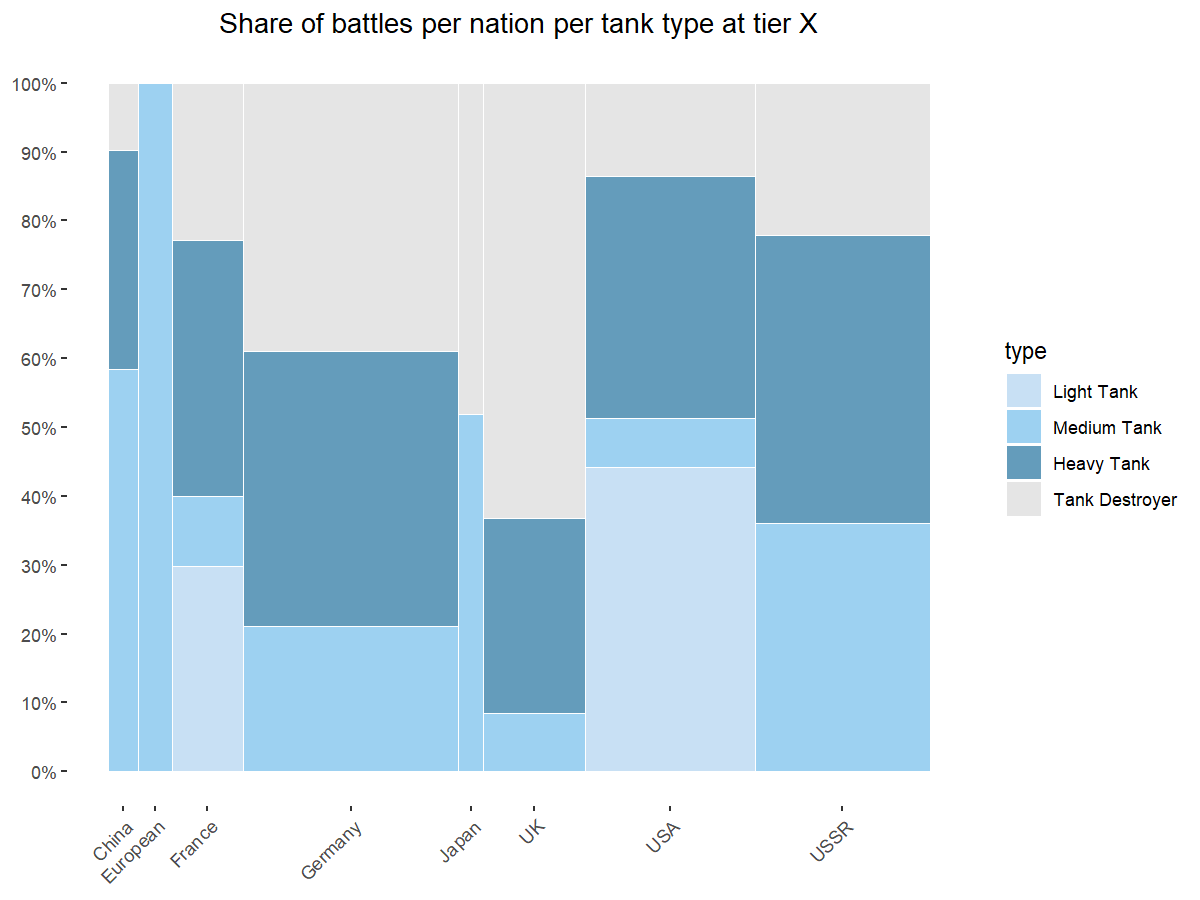 Share of battles per nation per tank type at tier X
100%
90%
80%
70%
60%
50%
40%
30%
20%
10%
0%
China
European
France
Germany
Japan
UK
USA
USSR
type
Light Tank
Medium Tank
Heavy Tank
Tank Destroyer